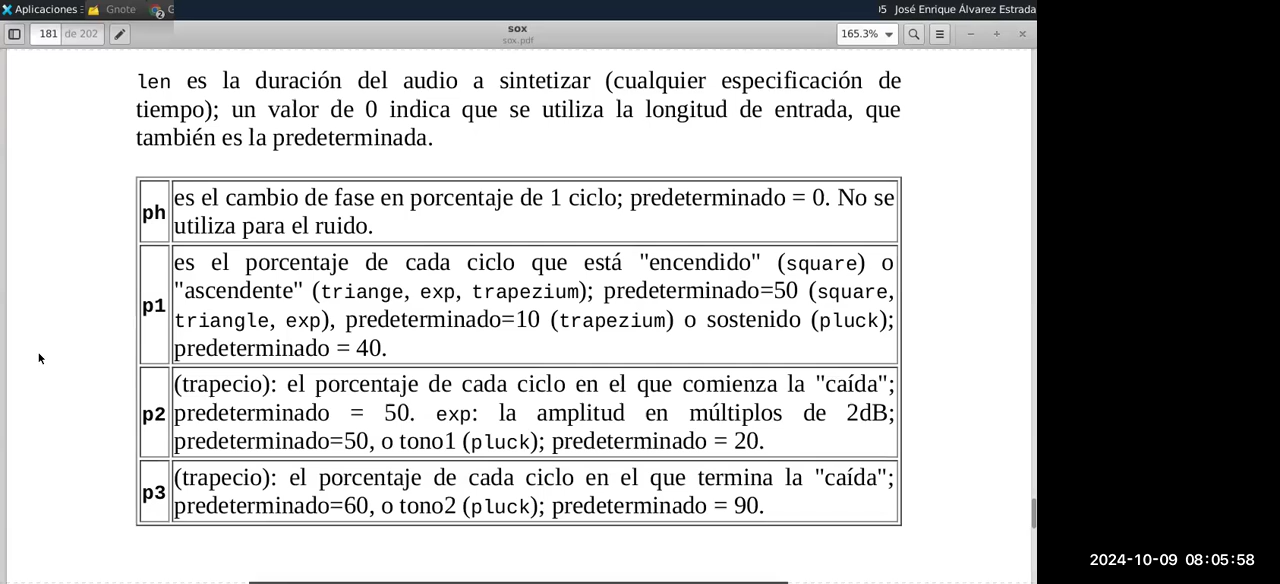 Aplicaciones Gnote G 2 05 José Enrique Álvarez Estrada
181 de 202 sox 165.3%
sox.pdf
len es la duración del audio a sintetizar (cualquier especificación de
tiempo); un valor de 0 indica que se utiliza la longitud de entrada, que
también es la predeterminada.
ph es el cambio de fase en porcentaje de 1 ciclo; predeterminado = 0. No se
utiliza para el ruido.
p1 es el porcentaje de cada ciclo que está "encendido" (square) o
"ascendente" (triange, exp, trapezium); predeterminado=50 (square,
triangle, exp), predeterminado=10 (trapezium) o sostenido (pluck);
predeterminado = 40.
p2 (trapecio): el porcentaje de cada ciclo en el que comienza la "caída";
predeterminado = 50. exp: la amplitud en múltiplos de 2dB;
predeterminado=50, o tono1 (pluck); predeterminado = 20.
p3 (trapecio): el porcentaje de cada ciclo en el que termina la "caída";
predeterminado=60, o tono2 (pluck); predeterminado = 90.
2024-10-09 08:05:58